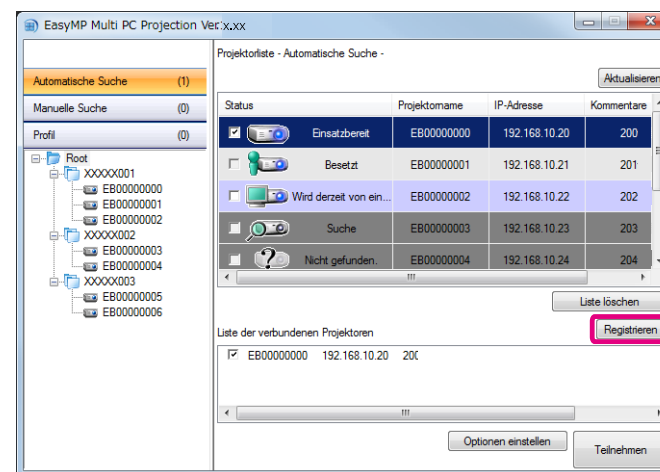 EasyMP Multi PC Projection Ver.x.xx
Projektorliste - Automatische Suche -
Aktualisieren
Automatische Suche (1)
Manuelle Suche (0)
Profil (0)
Root
XXXXX001
EB00000000
EB00000001
EB00000002
XXXXX002
EB00000003
EB00000004
XXXXX003
EB00000005
EB00000006
Status Projektorname IP-Adresse Kommentare
Einsatzbereit EB00000000 192.168.10.20 200
Besetzt EB00000001 192.168.10.21 201
Wird derzeit von ein... EB00000002 192.168.10.22 202
Suche EB00000003 192.168.10.23 203
Nicht gefunden. EB00000004 192.168.10.24 204
Liste löschen
Registrieren
Liste der verbundenen Projektoren
EB00000000 192.168.10.20 200
Optionen einstellen
Teilnehmen